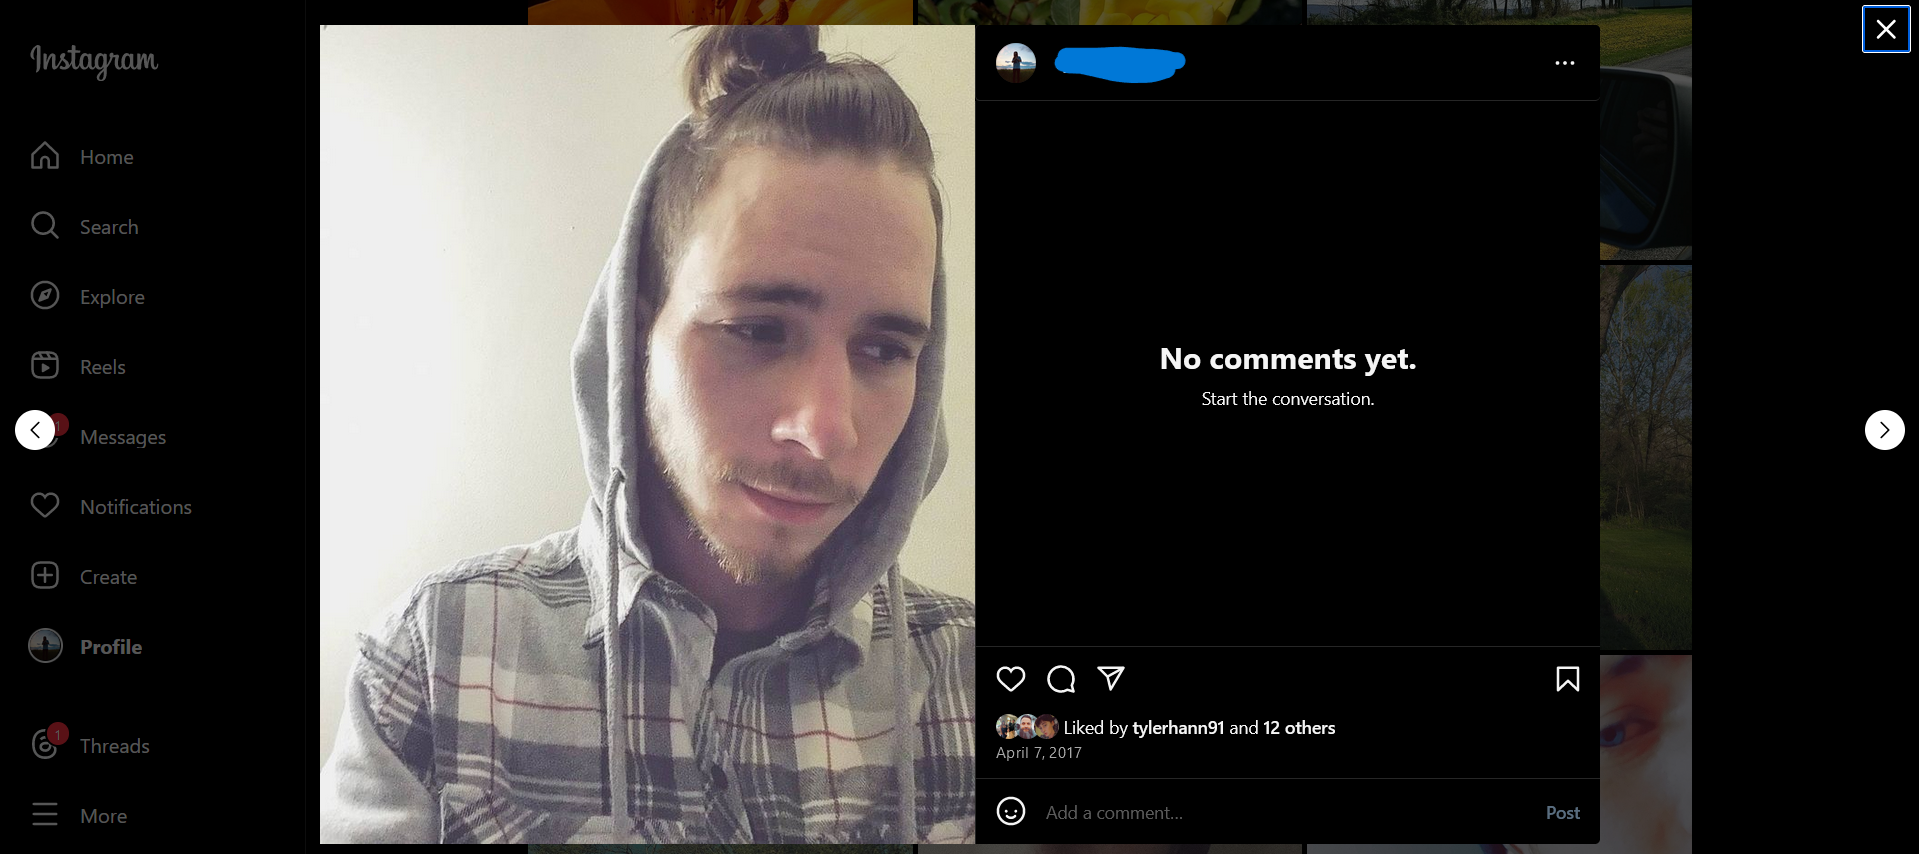 Instagram
Home
Search
Explore
Reels
1
Messages
Notifications
Create
Profile
1
Threads
More
No comments yet.
Start the conversation.
Liked by tylerhann91 and 12 others
April 7, 2017
Add a comment...
Post